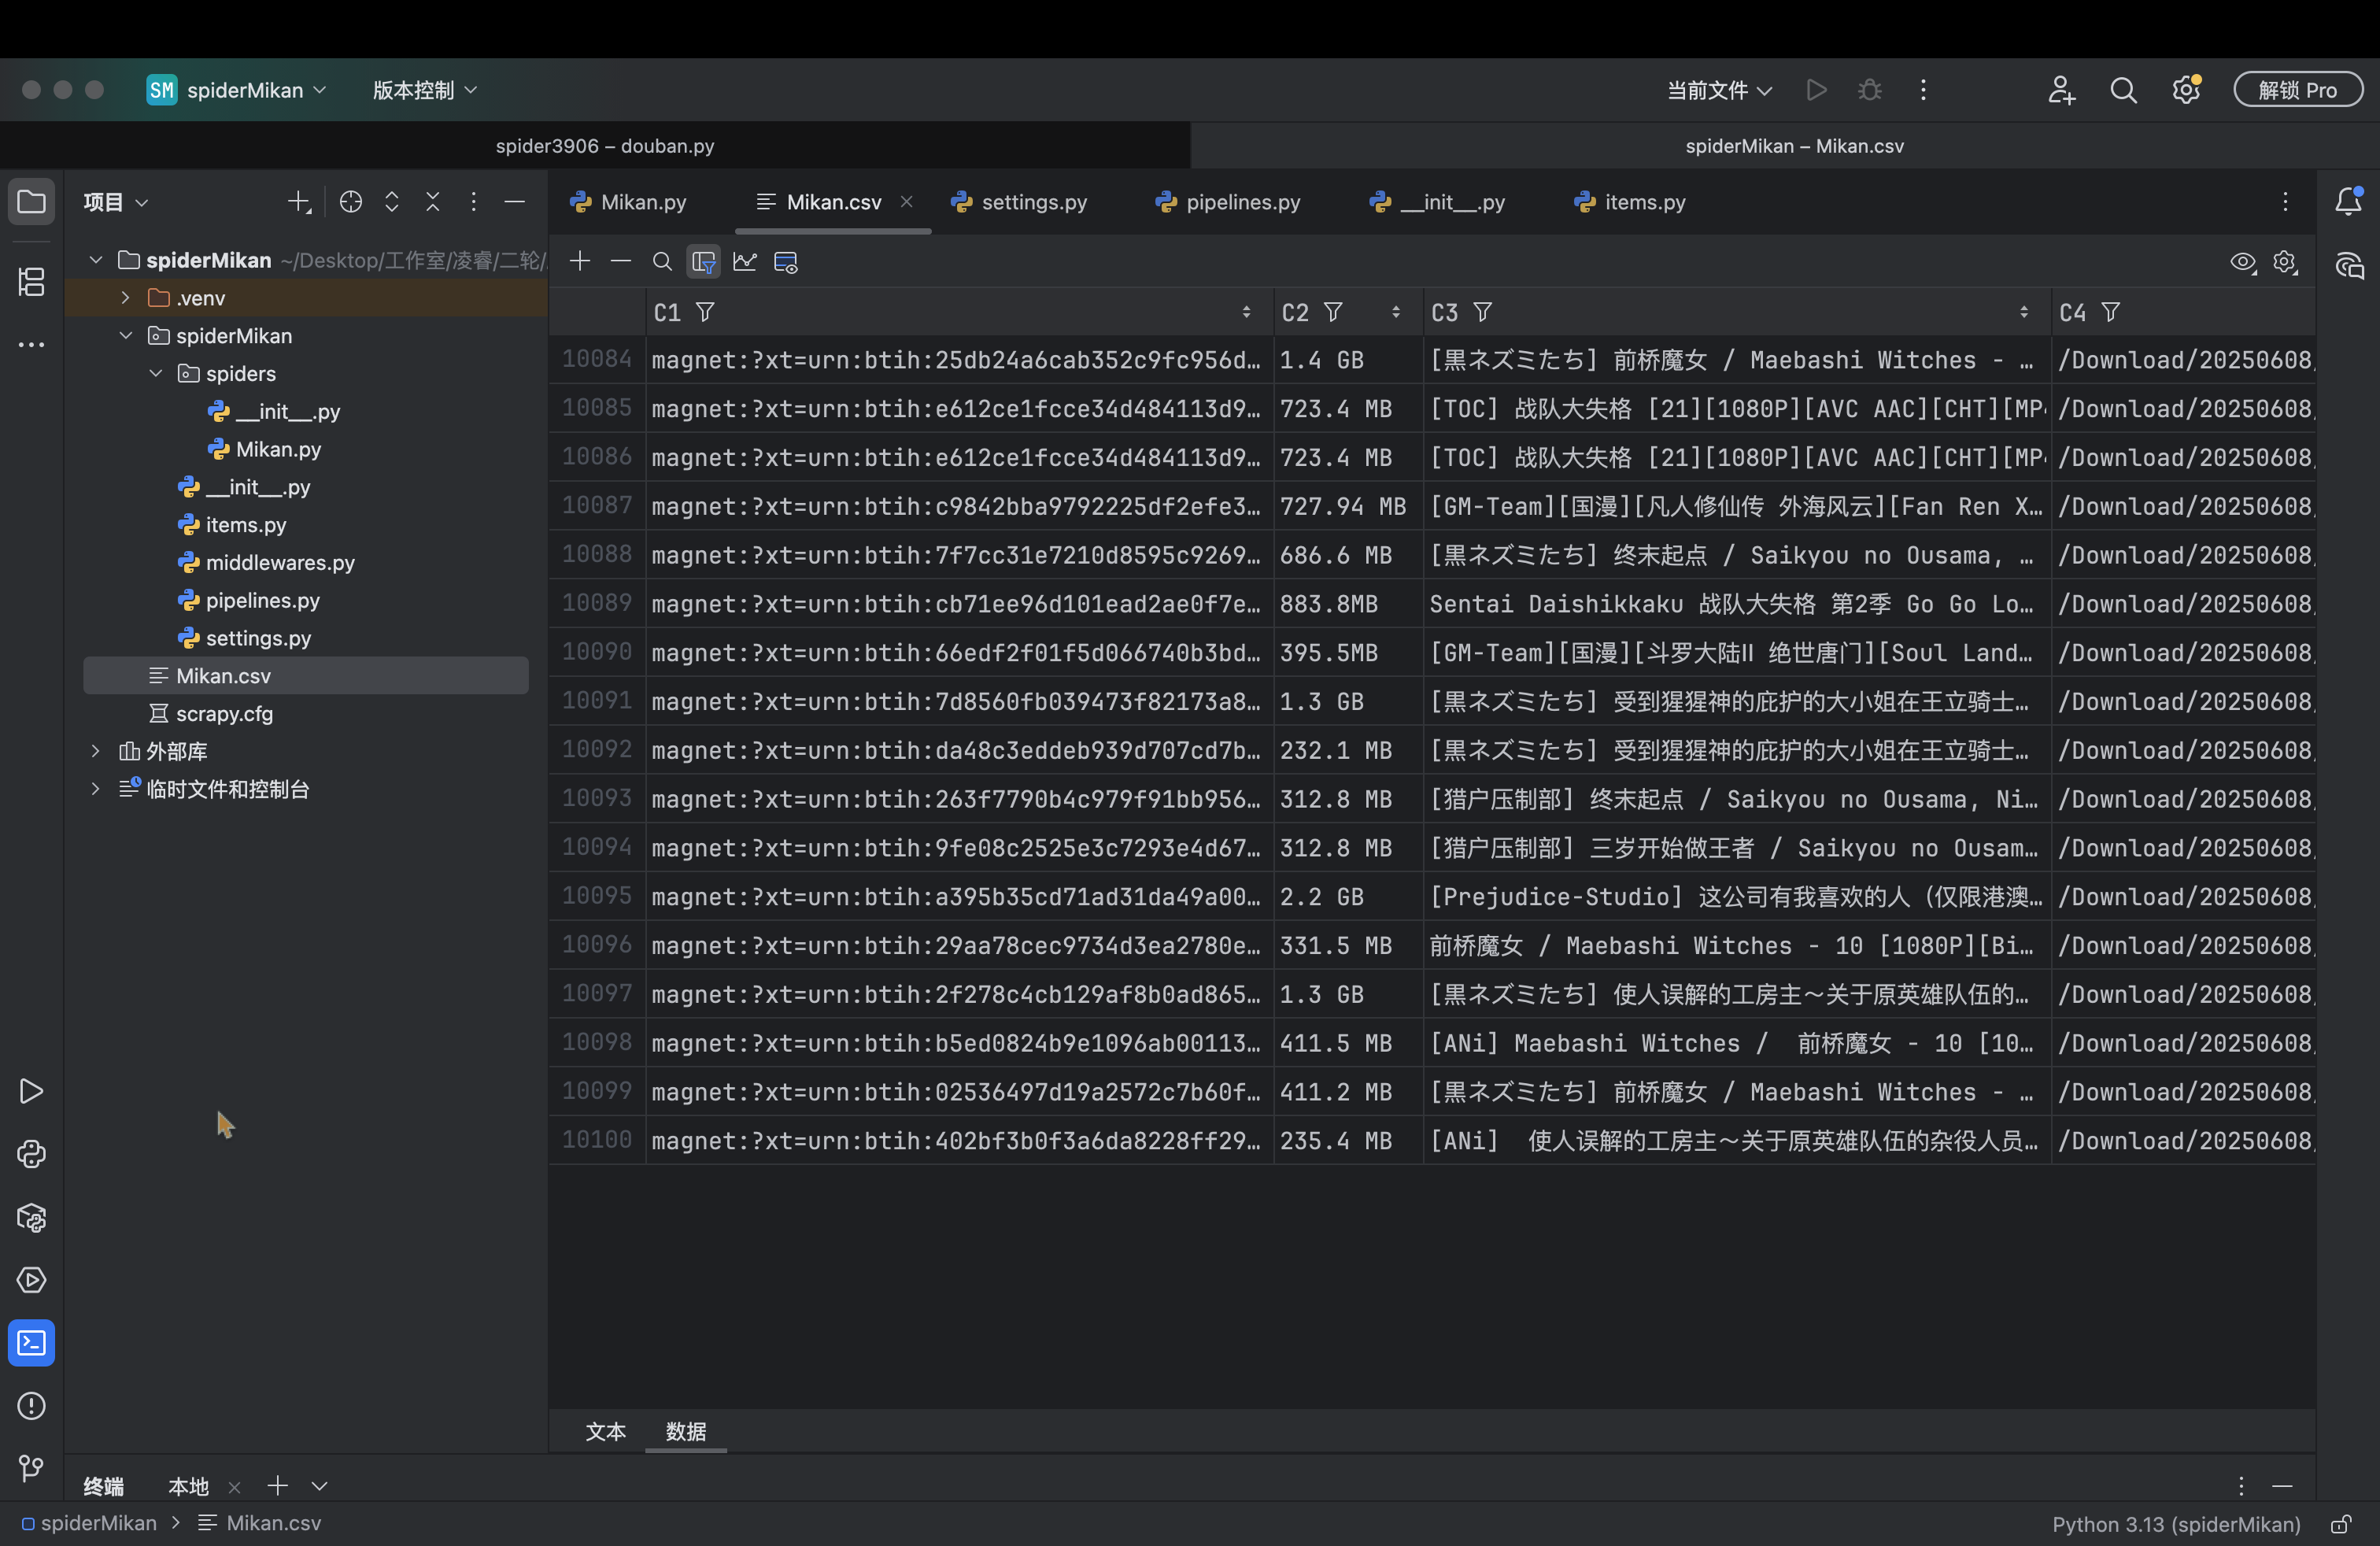 SM spiderMikan 版本控制 当前文件 解锁 Pro
spider3906 – douban.py spiderMikan – Mikan.csv
项目 Mikan.py Mikan.csv settings.py pipelines.py __init__.py items.py
spiderMikan ~/Desktop/工作室/凌睿/二轮/
.venv
spiderMikan
spiders
__init__.py
Mikan.py
__init__.py
items.py
middlewares.py
pipelines.py
settings.py
Mikan.csv
scrapy.cfg
外部库
临时文件和控制台
C1 C2 C3 C4
10084 magnet:?xt=urn:btih:25db24a6cab352c9fc956d… 1.4 GB [黒ネズミたち] 前桥魔女 / Maebashi Witches - … /Download/20250608/
10085 magnet:?xt=urn:btih:e612ce1fcce34d484113d9… 723.4 MB [TOC] 战队大失格 [21][1080P][AVC AAC][CHT][MP4 /Download/20250608/
10086 magnet:?xt=urn:btih:e612ce1fcce34d484113d9… 723.4 MB [TOC] 战队大失格 [21][1080P][AVC AAC][CHT][MP4 /Download/20250608/
10087 magnet:?xt=urn:btih:c9842bba9792225df2efe3… 727.94 MB [GM-Team][国漫][凡人修仙传 外海风云][Fan Ren X… /Download/20250608/
10088 magnet:?xt=urn:btih:7f7cc31e7210d8595c9269… 686.6 MB [黒ネズミたち] 终末起点 / Saikyou no Ousama, … /Download/20250608/
10089 magnet:?xt=urn:btih:cb71ee96d101ead2ae0f7e… 883.8MB Sentai Daishikkaku 战队大失格 第2季 Go Go Lo… /Download/20250608/
10090 magnet:?xt=urn:btih:66edf2f01f5d066740b3bd… 395.5MB [GM-Team][国漫][斗罗大陆Ⅱ 绝世唐门][Soul Land… /Download/20250608/
10091 magnet:?xt=urn:btih:7d8560fb039473f82173a8… 1.3 GB [黒ネズミたち] 受到猩猩神的庇护的大小姐在王立骑士… /Download/20250608/
10092 magnet:?xt=urn:btih:da48c3eddeb939d707cd7b… 232.1 MB [黒ネズミたち] 受到猩猩神的庇护的大小姐在王立骑士… /Download/20250608/
10093 magnet:?xt=urn:btih:263f7790b4c979f91bb956… 312.8 MB [猎户压制部] 终末起点 / Saikyou no Ousama, Ni… /Download/20250608/
10094 magnet:?xt=urn:btih:9fe08c2525e3c7293e4d67… 312.8 MB [猎户压制部] 三岁开始做王者 / Saikyou no Ousam… /Download/20250608/
10095 magnet:?xt=urn:btih:a395b35cd71ad31da49a00… 2.2 GB [Prejudice-Studio] 这公司有我喜欢的人（仅限港澳… /Download/20250608/
10096 magnet:?xt=urn:btih:29aa78cec9734d3ea2780e… 331.5 MB 前桥魔女 / Maebashi Witches - 10 [1080P][Bi… /Download/20250608/
10097 magnet:?xt=urn:btih:2f278c4cb129af8b0ad865… 1.3 GB [黒ネズミたち] 使人误解的工房主～关于原英雄队伍的… /Download/20250608/
10098 magnet:?xt=urn:btih:b5ed0824b9e1096ab00113… 411.5 MB [ANi] Maebashi Witches /  前桥魔女 - 10 [10… /Download/20250608/
10099 magnet:?xt=urn:btih:02536497d19a2572c7b60f… 411.2 MB [黒ネズミたち] 前桥魔女 / Maebashi Witches - … /Download/20250608/
10100 magnet:?xt=urn:btih:402bf3b0f3a6da8228ff29… 235.4 MB [ANi]  使人误解的工房主～关于原英雄队伍的杂役人员… /Download/20250608/
文本 数据
终端 本地
spiderMikan Mikan.csv Python 3.13 (spiderMikan)